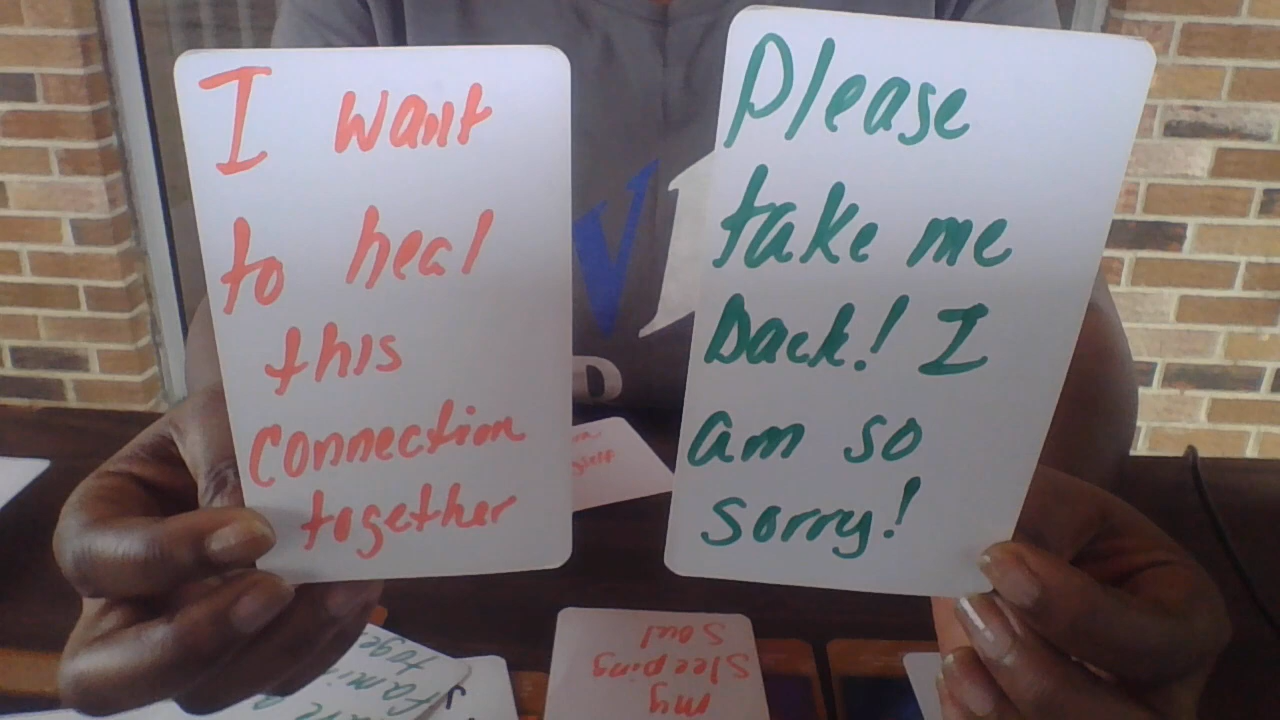 I want
to heal
this
connection
together
Please
take me
back! I
am so
sorry!
my
sleeping
soul